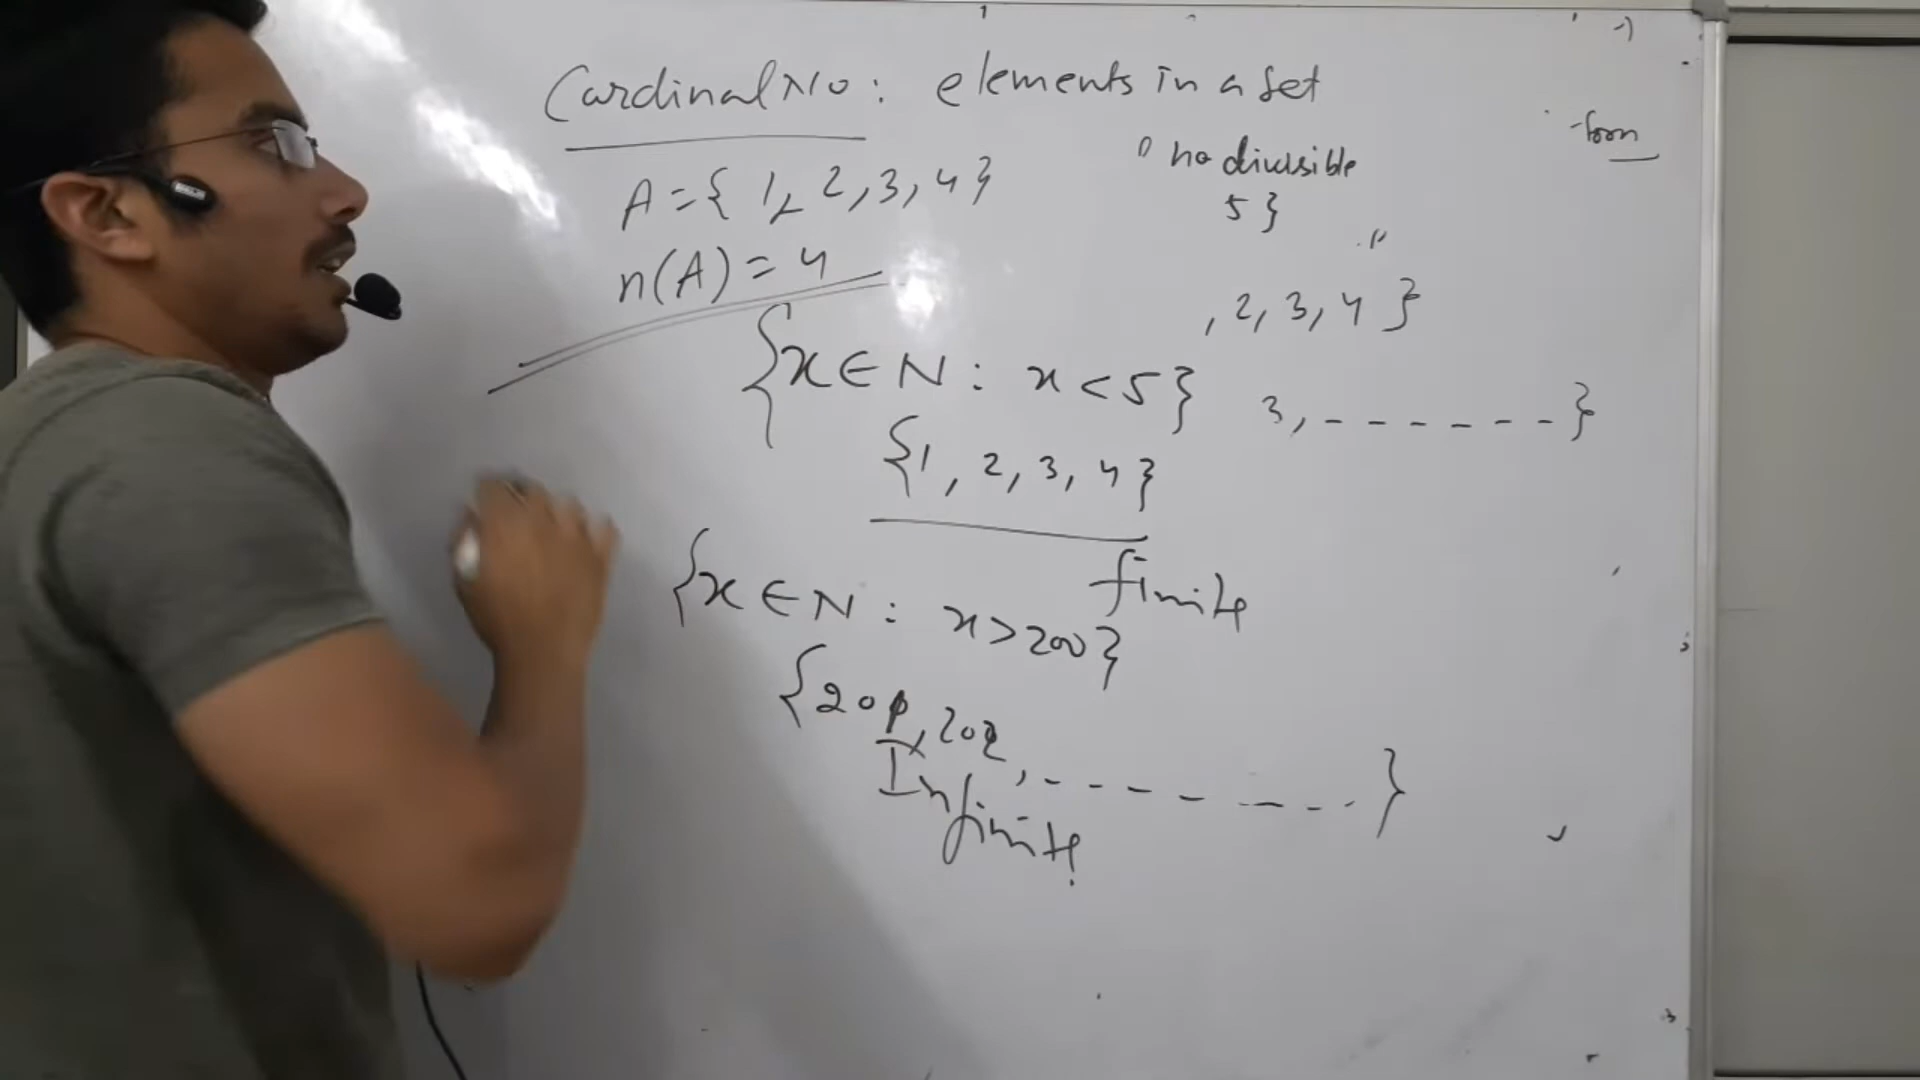 Cardinal No : elements in a set
A = { 1, 2, 3, 4 }
n(A) = 4
no divisible
5 }
form
, 2, 3, 4 }
{ x ∈ N : x < 5 }
3, - - - - - - }
{ 1, 2, 3, 4 }
finite
{ x ∈ N : x > 200 }
{ 201, 202, - - - - - - - }
Infinite